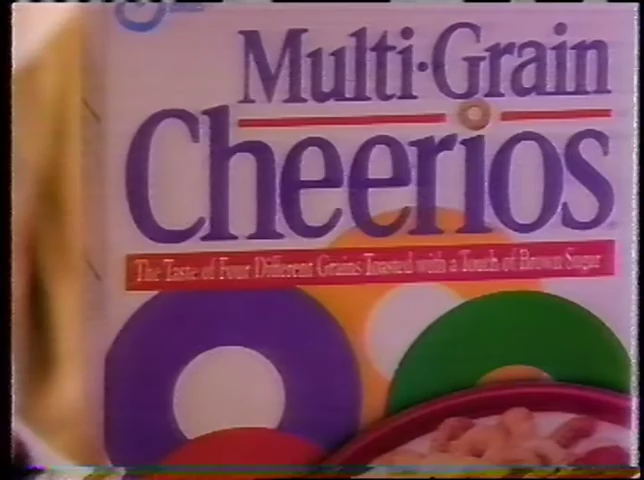 Multi·Grain
Cheerios
The Taste of Four Different Grains Toasted with a Touch of Brown Sugar